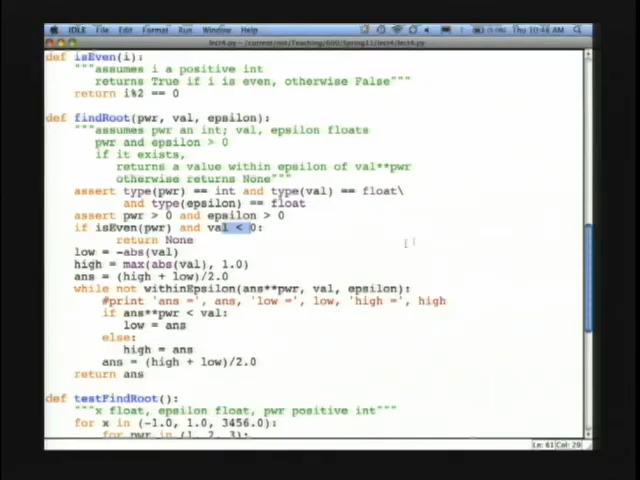 IDLE File Edit Format Run Window Help
lect4.py - /current/not/Teaching/600/Spring11/lect4/lect4.py
def isEven(i):
"""assumes i a positive int
returns True if i is even, otherwise False"""
return i%2 == 0
def findRoot(pwr, val, epsilon):
"""assumes pwr an int; val, epsilon floats
pwr and epsilon > 0
if it exists,
returns a value within epsilon of val**pwr
otherwise returns None"""
assert type(pwr) == int and type(val) == float\
and type(epsilon) == float
assert pwr > 0 and epsilon > 0
if isEven(pwr) and val < 0:
return None
low = -abs(val)
high = max(abs(val), 1.0)
ans = (high + low)/2.0
while not withinEpsilon(ans**pwr, val, epsilon):
#print 'ans =', ans, 'low =', low, 'high =', high
if ans**pwr < val:
low = ans
else:
high = ans
ans = (high + low)/2.0
return ans
def testFindRoot():
"""x float, epsilon float, pwr positive int"""
for x in (-1.0, 1.0, 3456.0):
for pwr in (1, 2, 3):
Ln: 61 Col: 29